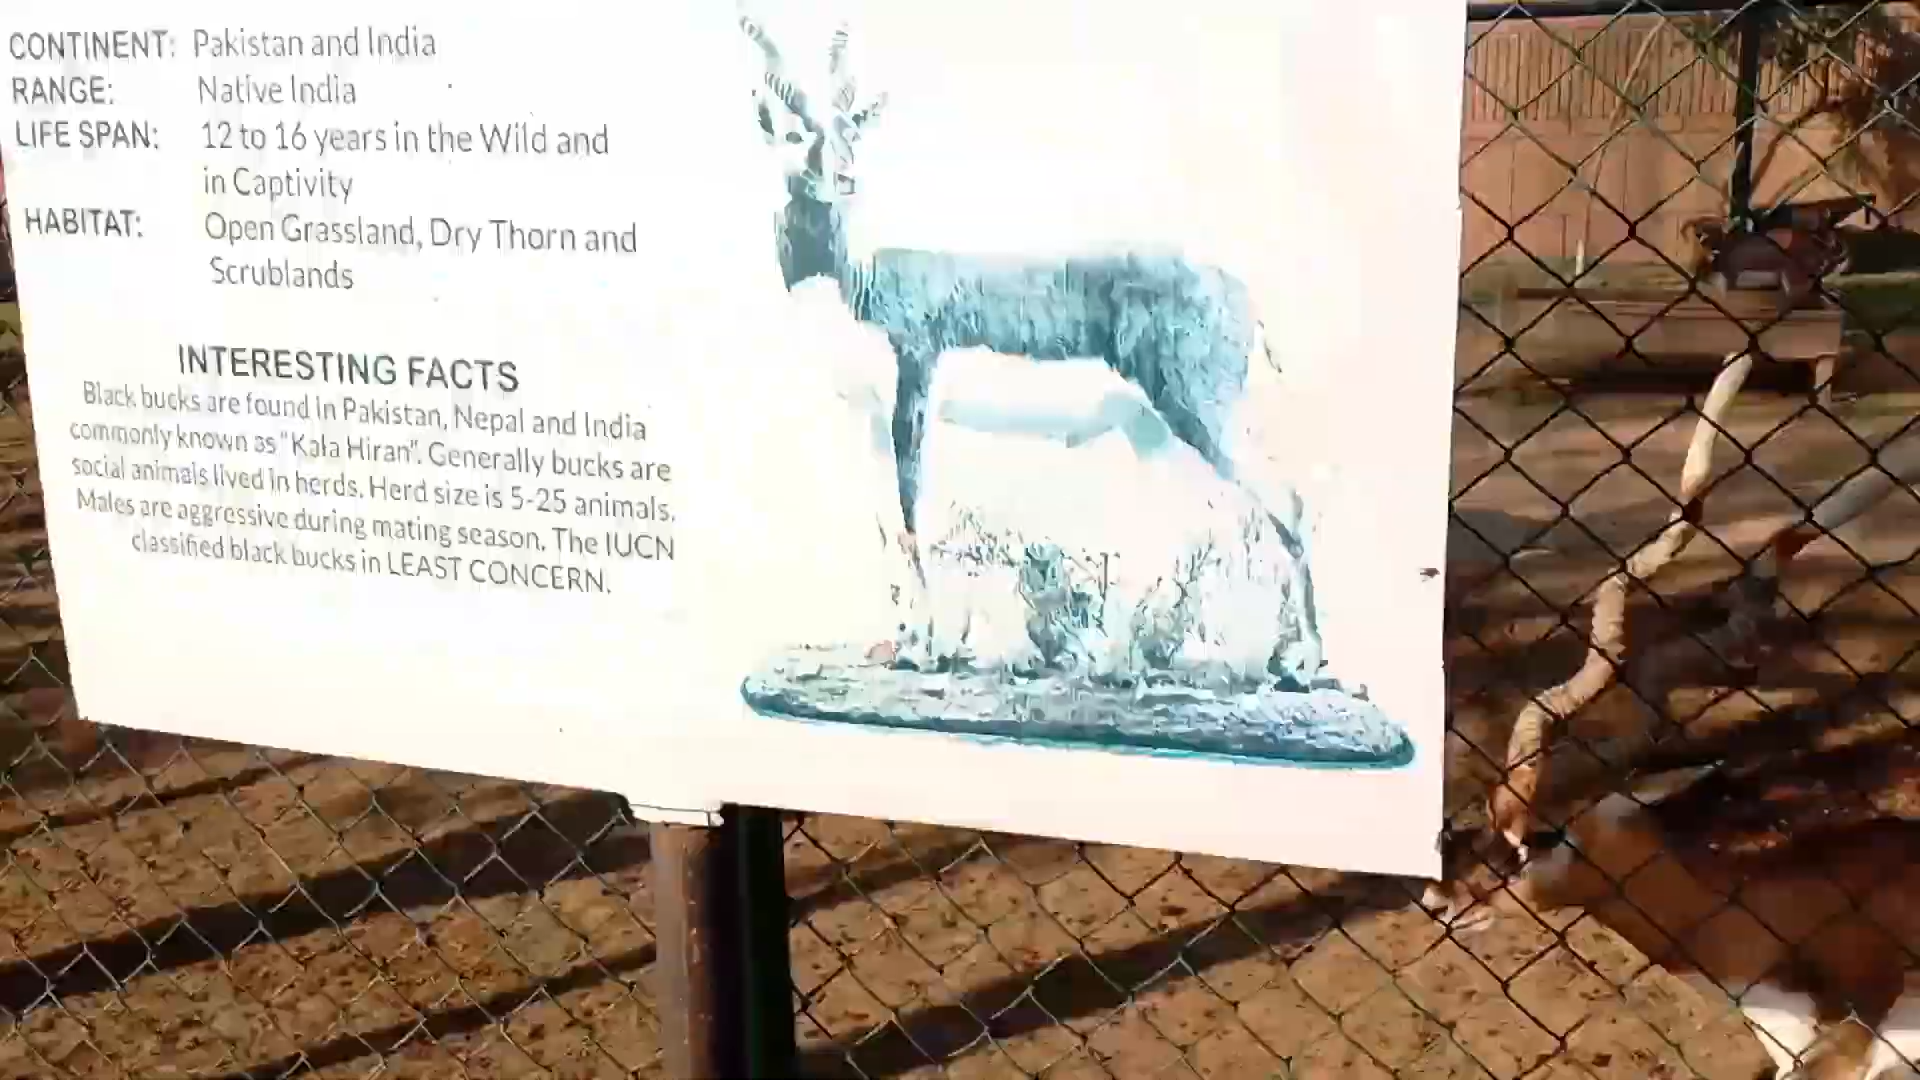 CONTINENT: Pakistan and India
RANGE: Native India
LIFE SPAN: 12 to 16 years in the Wild and
in Captivity
HABITAT: Open Grassland, Dry Thorn and
Scrublands
INTERESTING FACTS
Black bucks are found in Pakistan, Nepal and India
commonly known as "Kala Hiran". Generally bucks are
social animals lived in herds. Herd size is 5-25 animals.
Males are aggressive during mating season. The IUCN
classified black bucks in LEAST CONCERN.